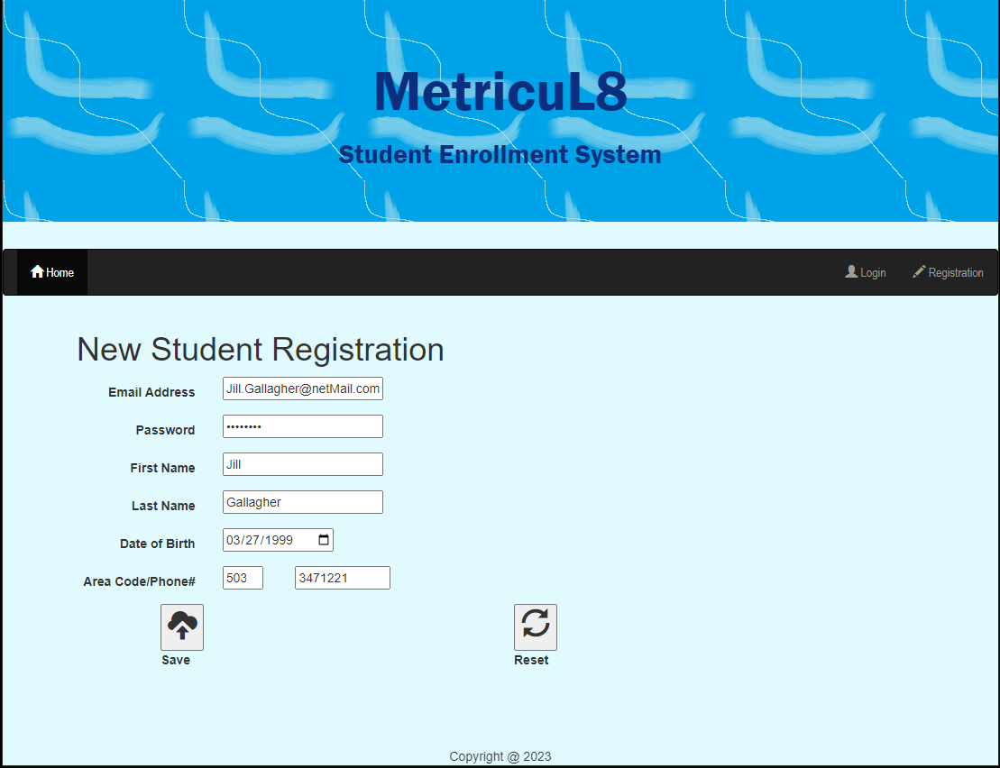 MetricuL8
Student Enrollment System
Home Login Registration
New Student Registration
Email Address Jill.Gallagher@netMail.com
Password ••••••••
First Name Jill
Last Name Gallagher
Date of Birth 03/27/1999
Area Code/Phone# 503 3471221
Save Reset
Copyright @ 2023